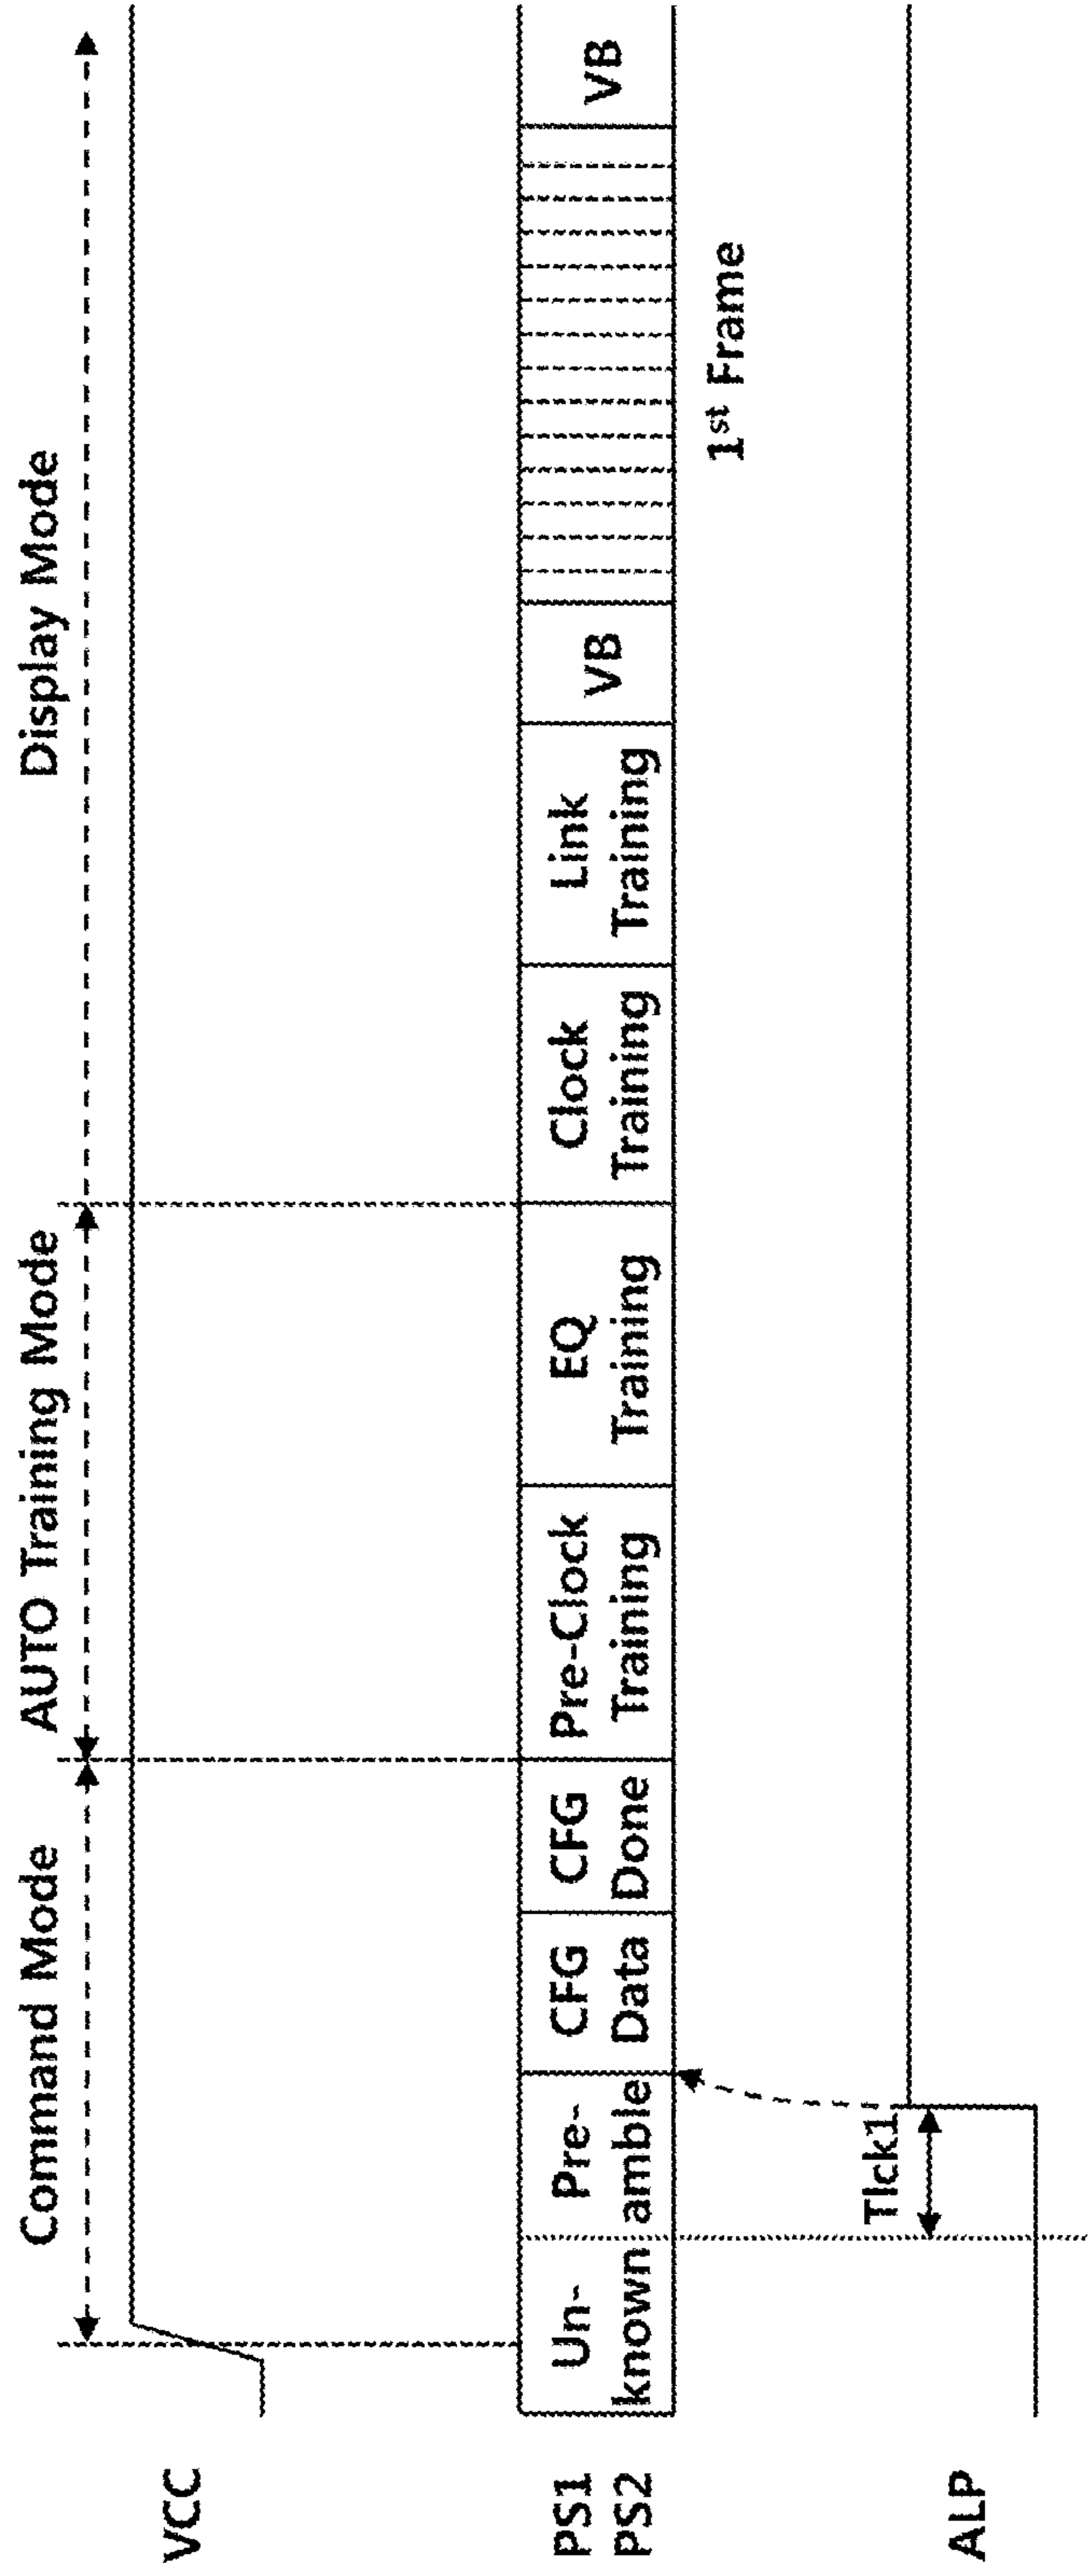 Command Mode
AUTO Training Mode
Display Mode
VCC
PS1
PS2
Un-
known
Pre-
amble
CFG
Data
CFG
Done
Pre-Clock
Training
EQ
Training
Clock
Training
Link
Training
VB
VB
1st Frame
Tlck1
ALP